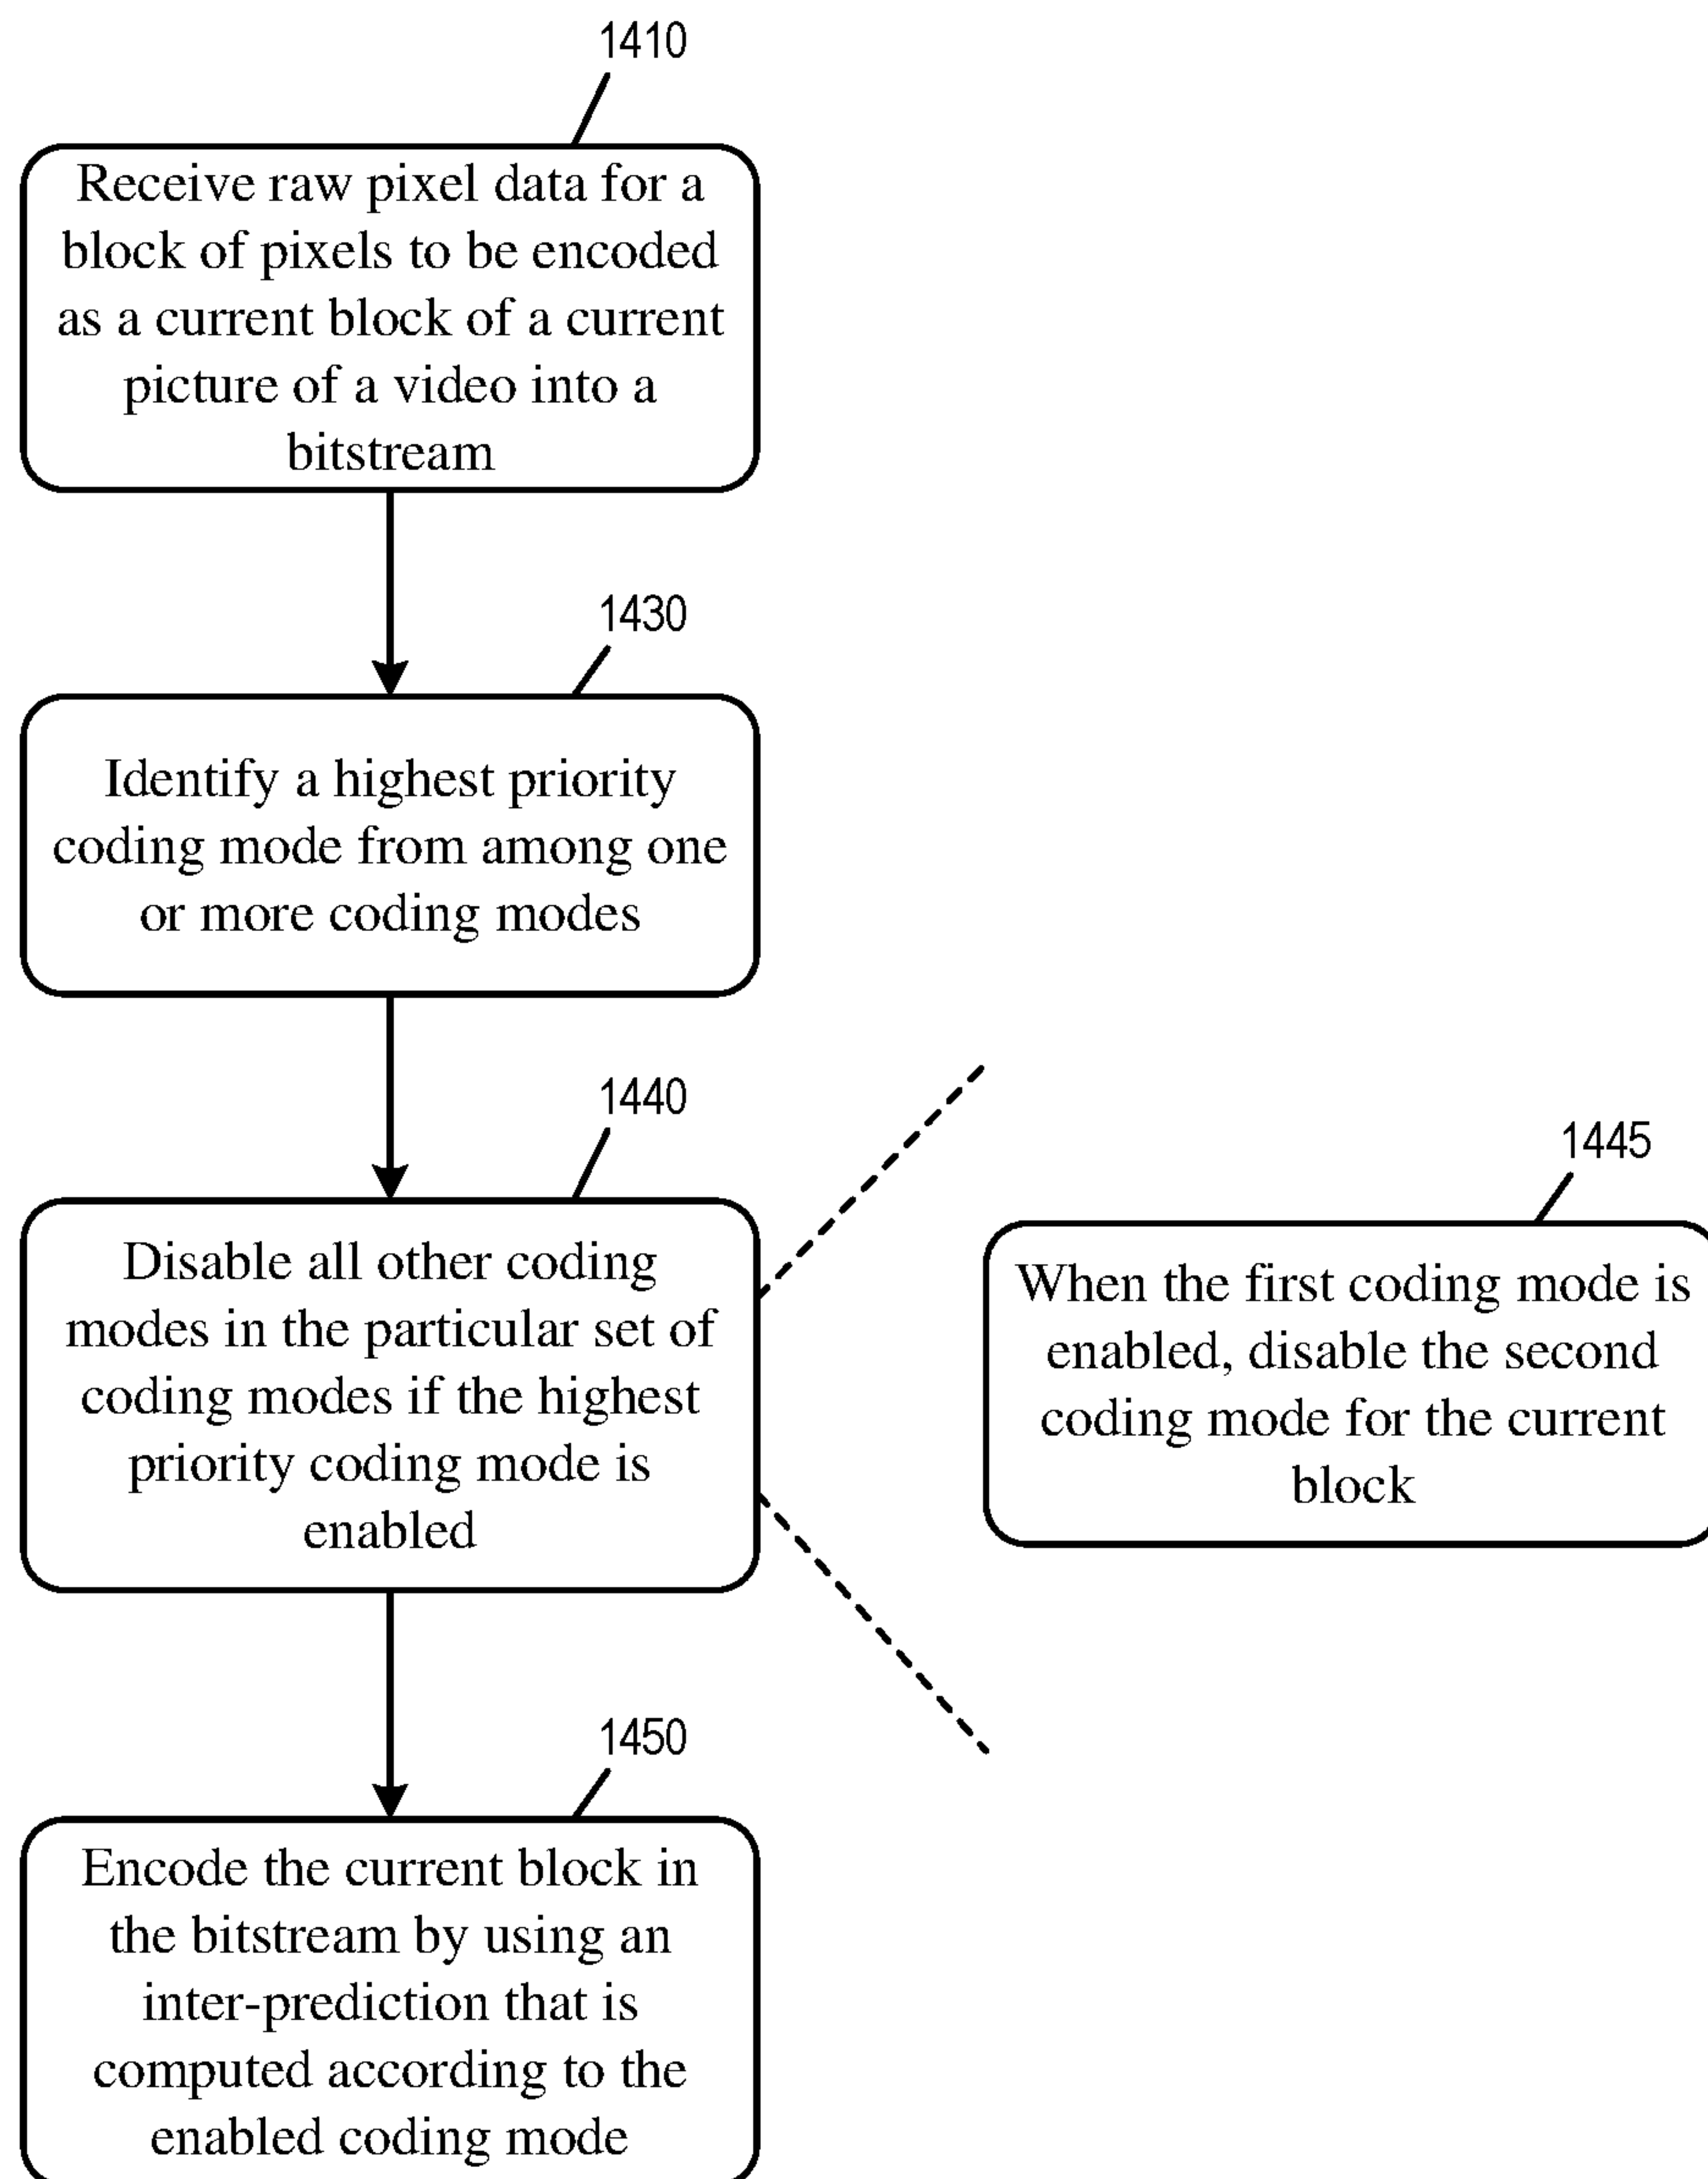 1410
Receive raw pixel data for a
block of pixels to be encoded
as a current block of a current
picture of a video into a
bitstream
1430
Identify a highest priority
coding mode from among one
or more coding modes
1440
Disable all other coding
modes in the particular set of
coding modes if the highest
priority coding mode is
enabled
1445
When the first coding mode is
enabled, disable the second
coding mode for the current
block
1450
Encode the current block in
the bitstream by using an
inter-prediction that is
computed according to the
enabled coding mode